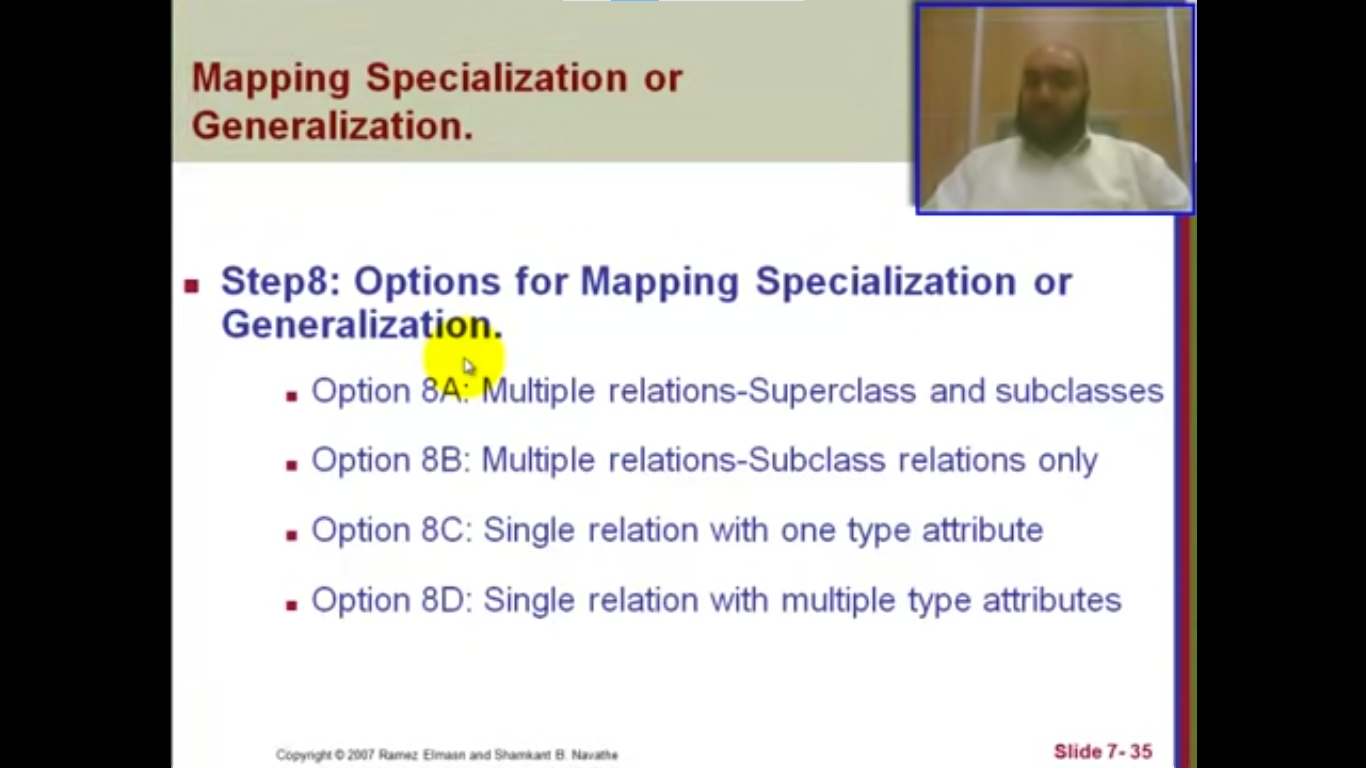 Mapping Specialization or
Generalization.
Step8: Options for Mapping Specialization or
Generalization.
Option 8A: Multiple relations-Superclass and subclasses
Option 8B: Multiple relations-Subclass relations only
Option 8C: Single relation with one type attribute
Option 8D: Single relation with multiple type attributes
Copyright © 2007 Ramez Elmasri and Shamkant B. Navathe
Slide 7- 35